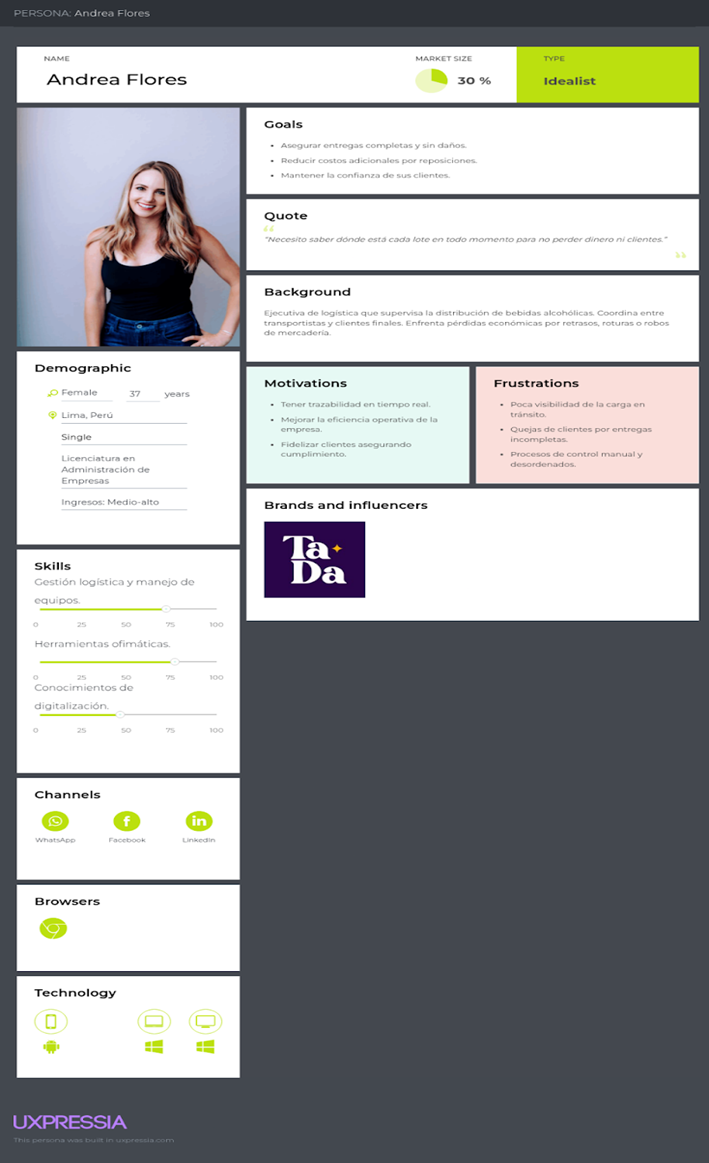 PERSONA: Andrea Flores
NAME
Andrea Flores
MARKET SIZE
30 %
TYPE
Idealist
Goals
Asegurar entregas completas y sin daños.
Reducir costos adicionales por reposiciones.
Mantener la confianza de sus clientes.
Quote
“Necesito saber dónde está cada lote en todo momento para no perder dinero ni clientes.”
Background
Ejecutiva de logística que supervisa la distribución de bebidas alcohólicas. Coordina entre
transportistas y clientes finales. Enfrenta pérdidas económicas por retrasos, roturas o robos
de mercadería.
Demographic
Female 37 years
Lima, Perú
Single
Licenciatura en
Administración de
Empresas
Ingresos: Medio-alto
Motivations
Tener trazabilidad en tiempo real.
Mejorar la eficiencia operativa de la
empresa.
Fidelizar clientes asegurando
cumplimiento.
Frustrations
Poca visibilidad de la carga en
tránsito.
Quejas de clientes por entregas
incompletas.
Procesos de control manual y
desordenados.
Brands and influencers
Ta
Da
Skills
Gestión logística y manejo de
equipos.
0 25 50 75 100
Herramientas ofimáticas.
0 25 50 75 100
Conocimientos de
digitalización.
0 25 50 75 100
Channels
WhatsApp Facebook LinkedIn
Browsers
Technology
UXPRESSIA
This persona was built in uxpressia.com